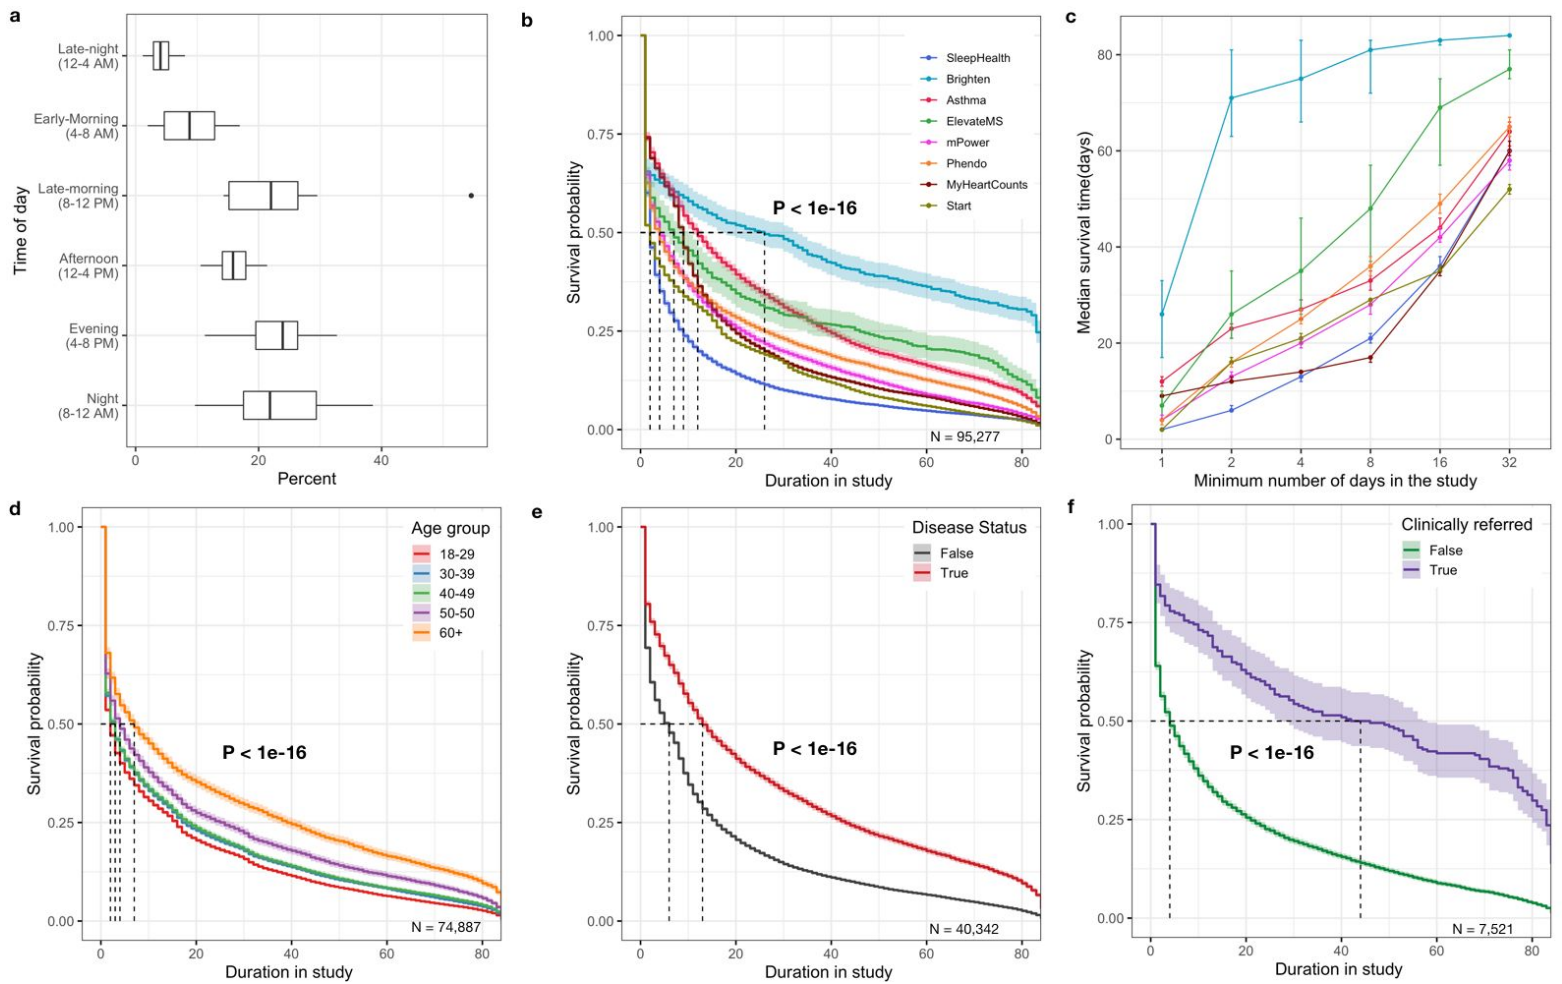 a
Late-night
(12-4 AM)
Early-Morning
(4-8 AM)
Late-morning
(8-12 PM)
Afternoon
(12-4 PM)
Evening
(4-8 PM)
Night
(8-12 AM)
Time of day
0
20
40
Percent
b
1.00
0.75
0.50
0.25
0.00
Survival probability
SleepHealth
Brighten
Asthma
ElevateMS
mPower
Phendo
MyHeartCounts
Start
P < 1e-16
N = 95,277
0
20
40
60
80
Duration in study
c
80
60
40
20
0
Median survival time(days)
1
2
4
8
16
32
Minimum number of days in the study
d
1.00
0.75
0.50
0.25
0.00
Survival probability
Age group
18-29
30-39
40-49
50-50
60+
P < 1e-16
N = 74,887
0
20
40
60
80
Duration in study
e
1.00
0.75
0.50
0.25
0.00
Survival probability
Disease Status
False
True
P < 1e-16
N = 40,342
0
20
40
60
80
Duration in study
f
1.00
0.75
0.50
0.25
0.00
Survival probability
Clinically referred
False
True
P < 1e-16
N = 7,521
0
20
40
60
80
Duration in study